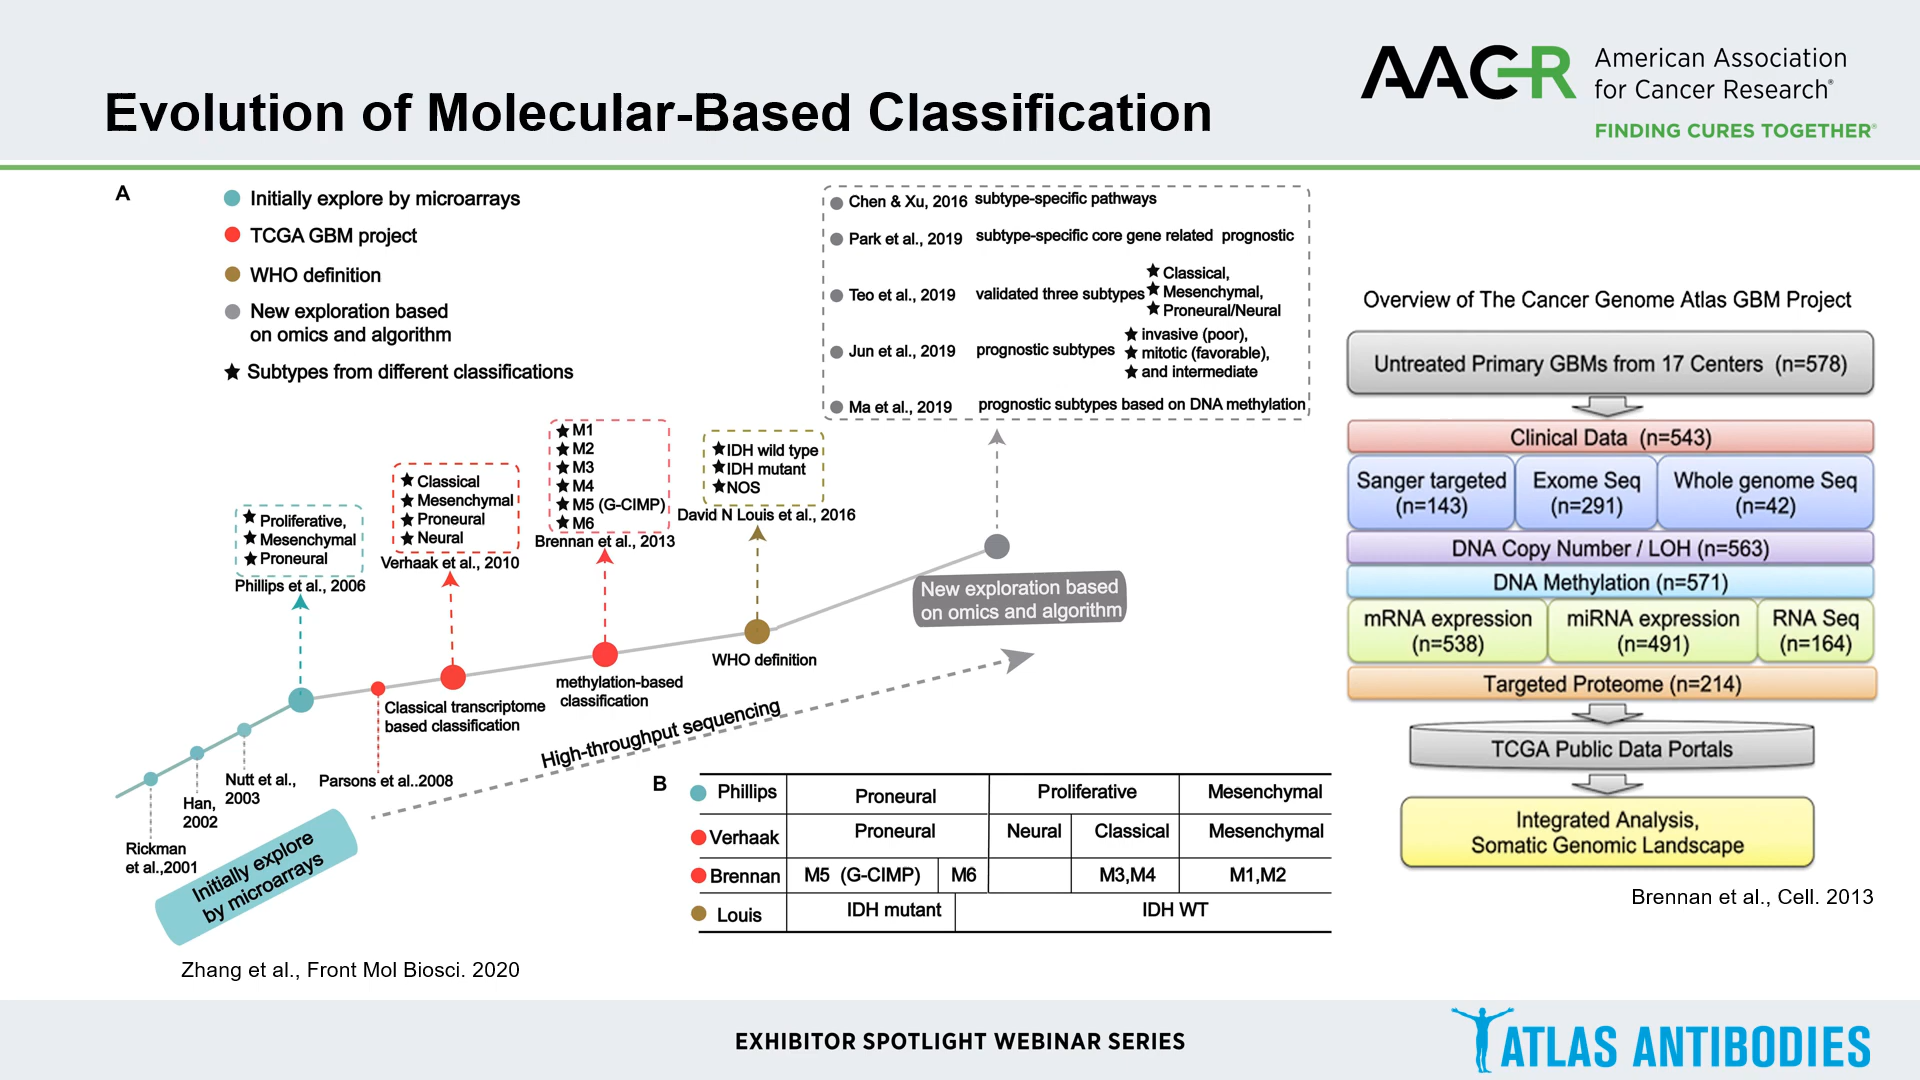 Evolution of Molecular-Based Classification
AACR
American Association
for Cancer Research®
FINDING CURES TOGETHER®
A
Initially explore by microarrays
TCGA GBM project
WHO definition
New exploration based
on omics and algorithm
★ Subtypes from different classifications
Chen & Xu, 2016 subtype-specific pathways
Park et al., 2019 subtype-specific core gene related prognostic
Teo et al., 2019 validated three subtypes
★ Classical,
★ Mesenchymal,
★ Proneural/Neural
Jun et al., 2019 prognostic subtypes
★ invasive (poor),
★ mitotic (favorable),
★ and intermediate
Ma et al., 2019 prognostic subtypes based on DNA methylation
★ Proliferative,
★ Mesenchymal
★ Proneural
Phillips et al., 2006
★ Classical
★ Mesenchymal
★ Proneural
★ Neural
Verhaak et al., 2010
★ M1
★ M2
★ M3
★ M4
★ M5 (G-CIMP)
★ M6
Brennan et al., 2013
★ IDH wild type
★ IDH mutant
★ NOS
David N Louis et al., 2016
New exploration based
on omics and algorithm
WHO definition
methylation-based
classification
Classical transcriptome
based classification
High-throughput sequencing
Parsons et al..2008
Nutt et al.,
2003
Han,
2002
Rickman
et al.,2001
Initially explore
by microarrays
B
Phillips Proneural Proliferative Mesenchymal
Verhaak Proneural Neural Classical Mesenchymal
Brennan M5 (G-CIMP) M6 M3,M4 M1,M2
Louis IDH mutant IDH WT
Zhang et al., Front Mol Biosci. 2020
Overview of The Cancer Genome Atlas GBM Project
Untreated Primary GBMs from 17 Centers (n=578)
Clinical Data (n=543)
Sanger targeted
(n=143)
Exome Seq
(n=291)
Whole genome Seq
(n=42)
DNA Copy Number / LOH (n=563)
DNA Methylation (n=571)
mRNA expression
(n=538)
miRNA expression
(n=491)
RNA Seq
(n=164)
Targeted Proteome (n=214)
TCGA Public Data Portals
Integrated Analysis,
Somatic Genomic Landscape
Brennan et al., Cell. 2013
EXHIBITOR SPOTLIGHT WEBINAR SERIES
ATLAS ANTIBODIES